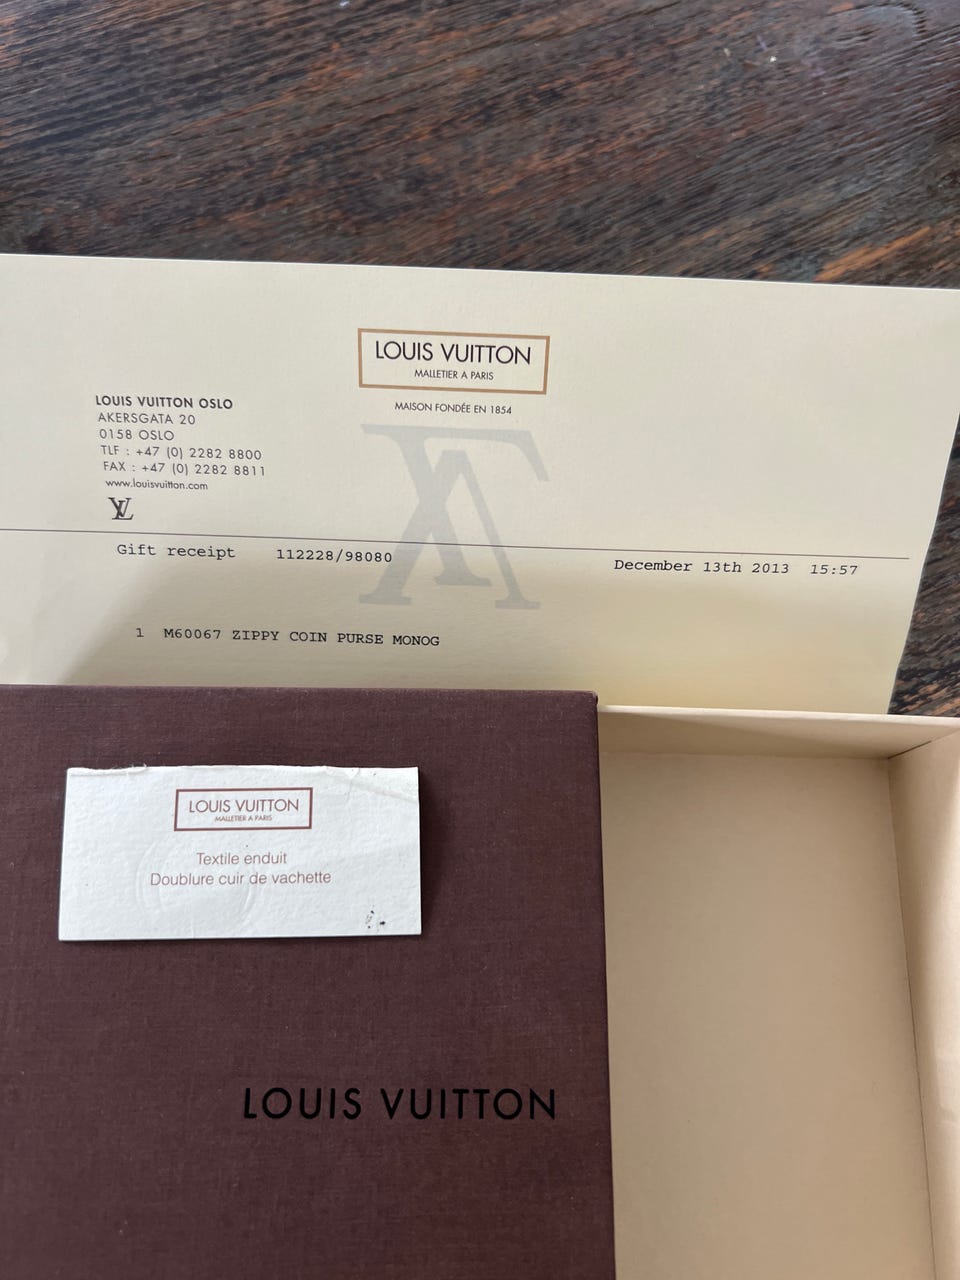 LOUIS VUITTON
MALLETIER A PARIS
MAISON FONDÉE EN 1854
LOUIS VUITTON OSLO
AKERSGATA 20
0158 OSLO
TLF : +47 (0) 2282 8800
FAX : +47 (0) 2282 8811
www.louisvuitton.com
LV
Gift receipt 112228/98080 December 13th 2013 15:57
1 M60067 ZIPPY COIN PURSE MONOG
LOUIS VUITTON
MALLETIER A PARIS
Textile enduit
Doublure cuir de vachette
LOUIS VUITTON